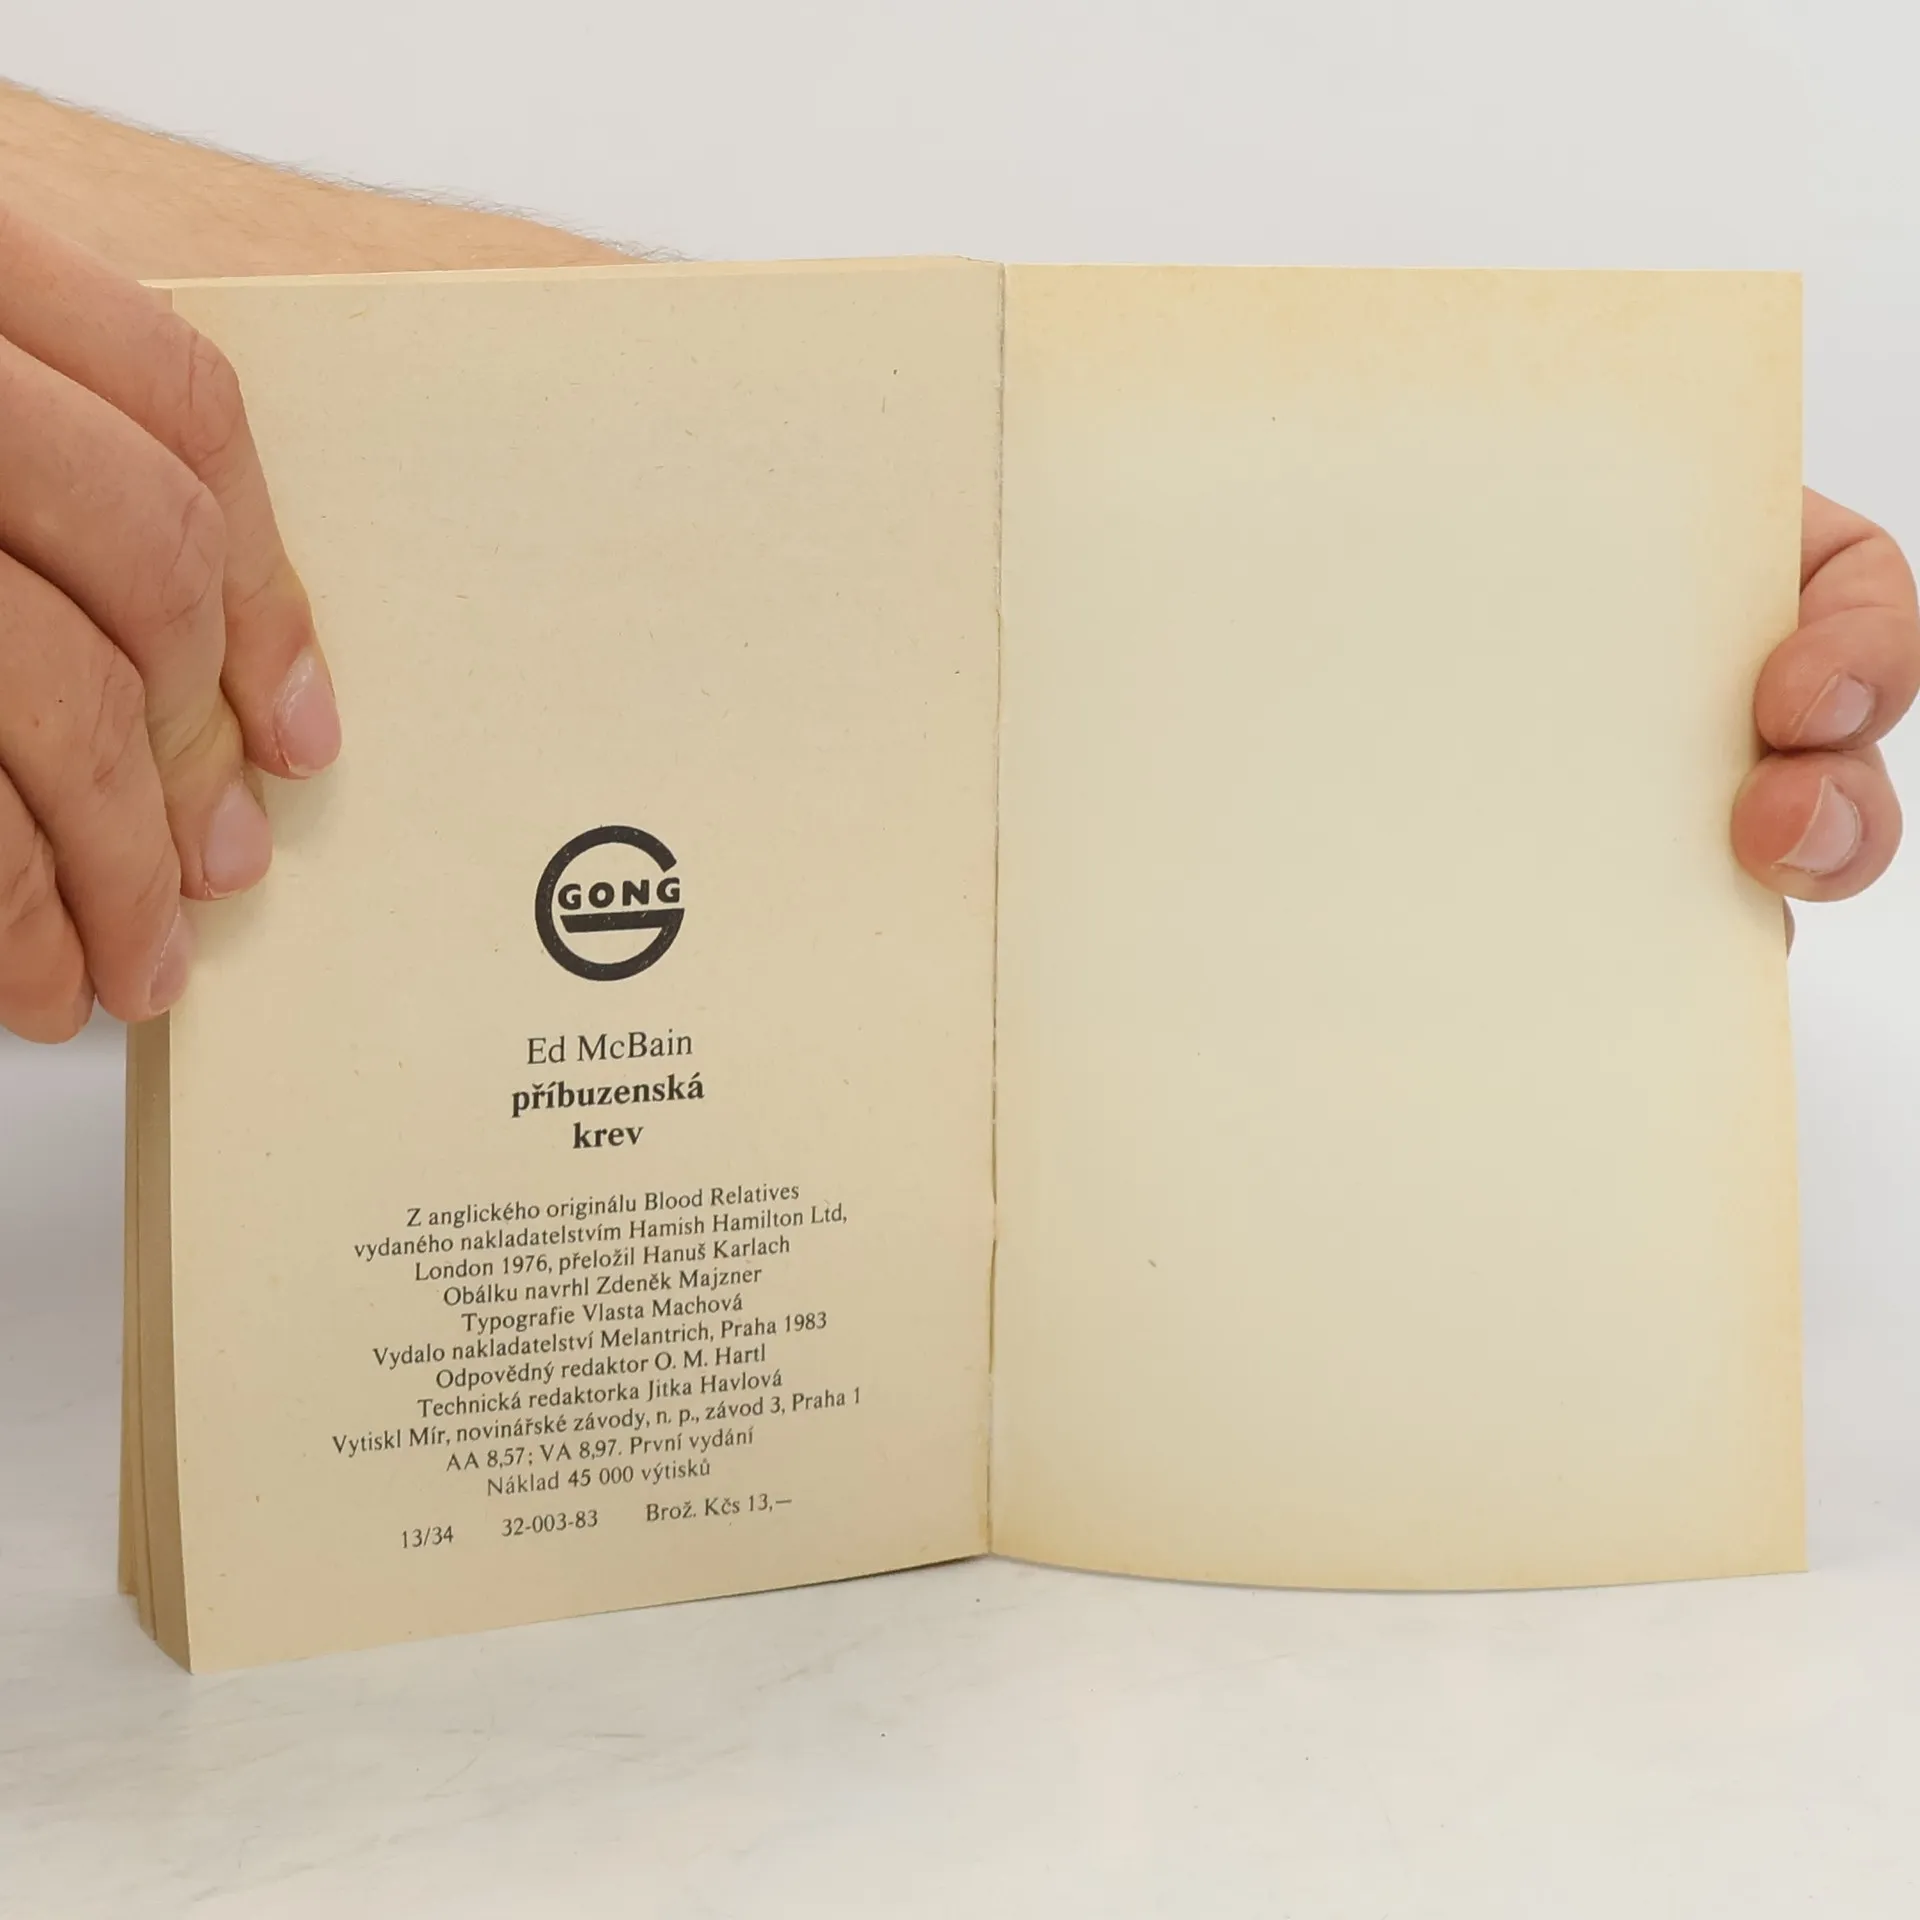 GONG
Ed McBain
příbuzenská
krev
Z anglického originálu Blood Relatives
vydaného nakladatelstvím Hamish Hamilton Ltd,
London 1976, přeložil Hanuš Karlach
Obálku navrhl Zdeněk Majzner
Typografie Vlasta Machová
Vydalo nakladatelství Melantrich, Praha 1983
Odpovědný redaktor O. M. Hartl
Technická redaktorka Jitka Havlová
Vytiskl Mír, novinářské závody, n. p., závod 3, Praha 1
AA 8,57; VA 8,97. První vydání
Náklad 45 000 výtisků
13/34 32-003-83 Brož. Kčs 13,—